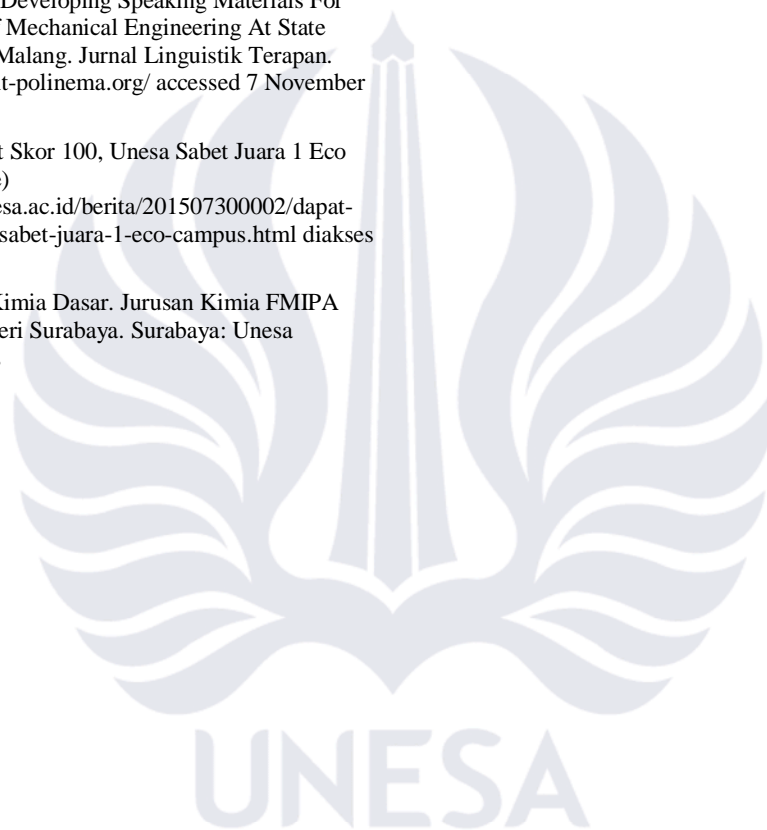 Developing Speaking Materials For
Mechanical Engineering At State
Malang. Jurnal Linguistik Terapan.
t-polinema.org/ accessed 7 November
t Skor 100, Unesa Sabet Juara 1 Eco
esa.ac.id/berita/201507300002/dapat-
sabet-juara-1-eco-campus.html diakses
Kimia Dasar. Jurusan Kimia FMIPA
eri Surabaya. Surabaya: Unesa
UNESA